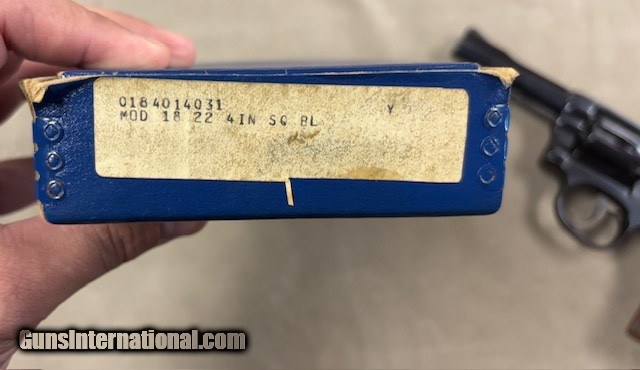 0184014031 Y
MOD 18 22 4IN SQ BL
GunsInternational.com